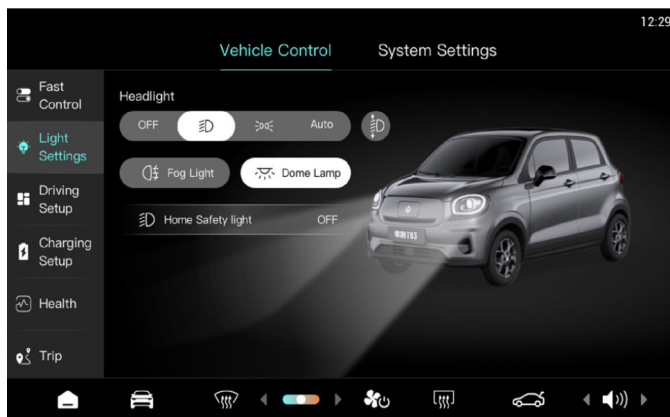 12:29
Vehicle Control
System Settings
Fast
Control
Light
Settings
Driving
Setup
Charging
Setup
Health
Trip
Headlight
OFF
Auto
Fog Light
Dome Lamp
Home Safety light OFF
T03